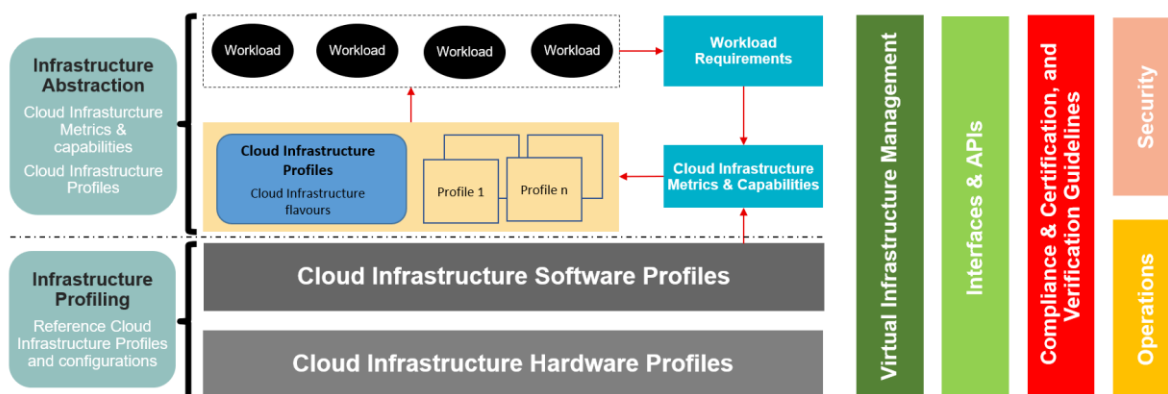 Infrastructure
Abstraction
Cloud Infrasturcture
Metrics &
capabilities
Cloud Infrastructure
Profiles
Workload
Workload
Workload
Workload
Workload
Requirements
Cloud Infrastructure
Profiles
Cloud Infrastructure
flavours
Profile 1
Profile n
Cloud Infrastructure
Metrics & Capabilities
Infrastructure
Profiling
Reference Cloud
Infrastructure Profiles
and configurations
Cloud Infrastructure Software Profiles
Cloud Infrastructure Hardware Profiles
Virtual Infrastructure Management
Interfaces & APIs
Compliance & Certification, and
Verification Guidelines
Security
Operations